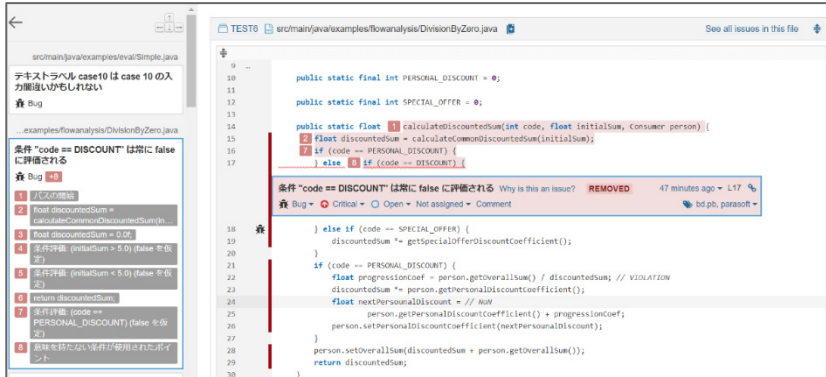 src/main/java/examples/eval/Simple.java
テキストラベル case10 は case 10 の入
力間違いかもしれない
Bug
...examples/flowanalysis/DivisionByZero.java
条件 "code == DISCOUNT" は常に false
に評価される
Bug +8
1 パスの開始
2 float discountedSum =
calculateCommonDiscountedSum(in...
3 float discountedSum = 0.0f;
4 条件評価: (initialSum > 5.0) (false を仮
定)
5 条件評価: (initialSum < 5.0) (false を仮
定)
6 return discountedSum;
7 条件評価: (code ==
PERSONAL_DISCOUNT) (false を仮
定)
8 意味を持たない条件が使用されたポイ
ント
TEST6 src/main/java/examples/flowanalysis/DivisionByZero.java See all issues in this file
9 ...
10 public static final int PERSONAL_DISCOUNT = 0;
11
12 public static final int SPECIAL_OFFER = 0;
13
14 public static float 1 calculateDiscountedSum(int code, float initialSum, Consumer person) {
15 2 float discountedSum = calculateCommonDiscountedSum(initialSum);
16 7 if (code == PERSONAL_DISCOUNT) {
17 } else 8 if (code == DISCOUNT) {
条件 "code == DISCOUNT" は常に false に評価される Why is this an issue? REMOVED 47 minutes ago L17
Bug Critical Open Not assigned Comment bd.pb, parasoft
18 } else if (code == SPECIAL_OFFER) {
19 discountedSum *= getSpecialOfferDiscountCoefficient();
20 }
21 if (code == PERSONAL_DISCOUNT) {
22 float progressionCoef = person.getOverallSum() / discountedSum; // VIOLATION
23 discountedSum *= person.getPersonalDiscountCoefficient();
24 float nextPersounalDiscount = // NaN
25 person.getPersonalDiscountCoefficient() + progressionCoef;
26 person.setPersonalDiscountCoefficient(nextPersounalDiscount);
27 }
28 person.setOverallSum(discountedSum + person.getOverallSum());
29 return discountedSum;
30 }